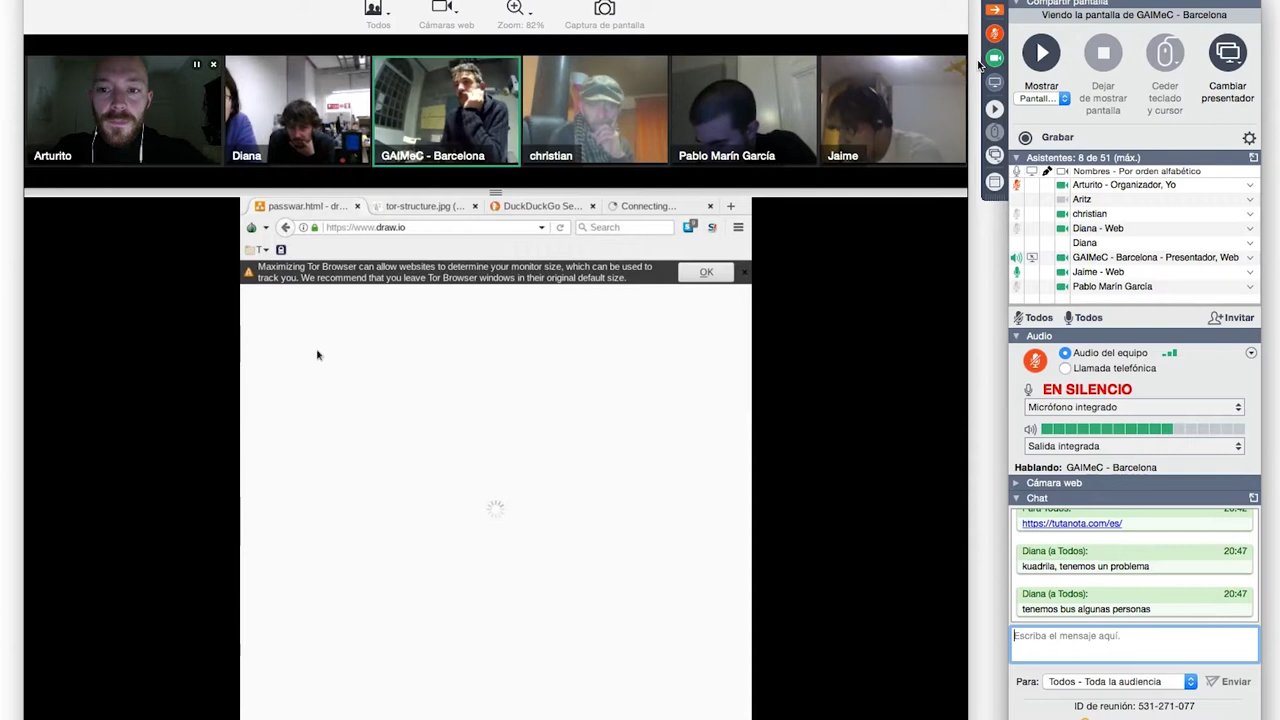 Todos
Cámaras web
Zoom: 82%
Captura de pantalla
Arturito
Diana
GAIMeC - Barcelona
christian
Pablo Marín García
Jaime
passwar.html - dr...
tor-structure.jpg (...
DuckDuckGo Se...
Connecting...
https://www.draw.io
Search
T
Maximizing Tor Browser can allow websites to determine your monitor size, which can be used to
track you. We recommend that you leave Tor Browser windows in their original default size.
OK
Compartir pantalla
Viendo la pantalla de GAIMeC - Barcelona
Mostrar
Pantall...
Dejar
de mostrar
pantalla
Ceder
teclado
y cursor
Cambiar
presentador
Grabar
Asistentes: 8 de 51 (máx.)
Nombres - Por orden alfabético
Arturito - Organizador, Yo
Aritz
christian
Diana - Web
Diana
GAIMeC - Barcelona - Presentador, Web
Jaime - Web
Pablo Marín García
Todos
Todos
Invitar
Audio
Audio del equipo
Llamada telefónica
EN SILENCIO
Micrófono integrado
Salida integrada
Hablando: GAIMeC - Barcelona
Cámara web
Chat
Para Todos: 20:42
https://tutanota.com/es/
Diana (a Todos): 20:47
kuadrila, tenemos un problema
Diana (a Todos): 20:47
tenemos bus algunas personas
Escriba el mensaje aquí.
Para: Todos - Toda la audiencia
Enviar
ID de reunión: 531-271-077